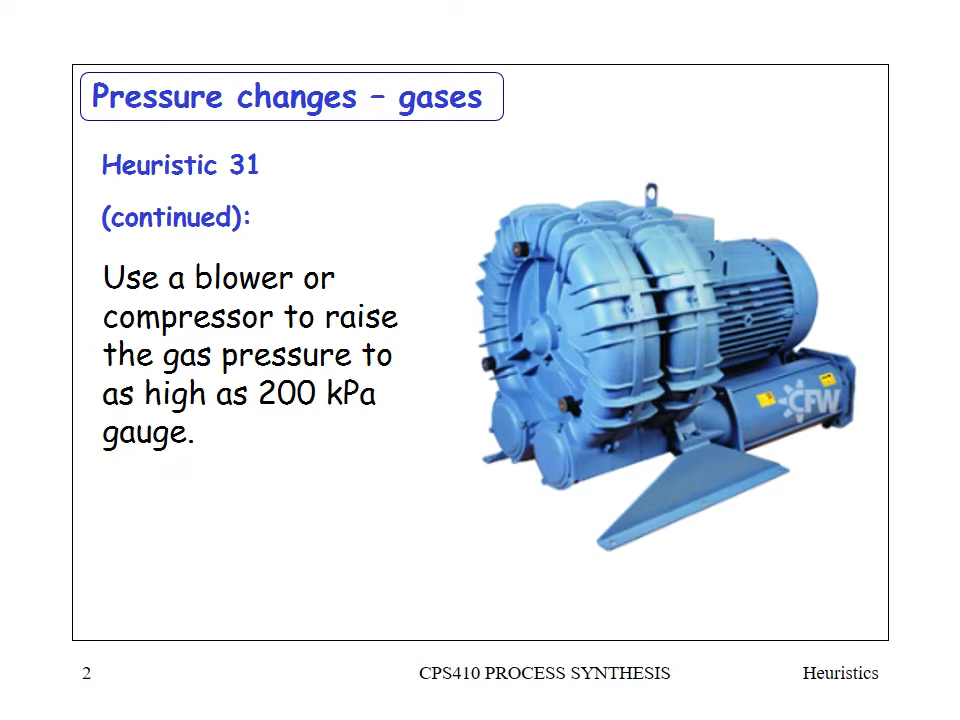 Pressure changes – gases
Heuristic 31
(continued):
Use a blower or
compressor to raise
the gas pressure to
as high as 200 kPa
gauge.
CFW
2
CPS410 PROCESS SYNTHESIS
Heuristics